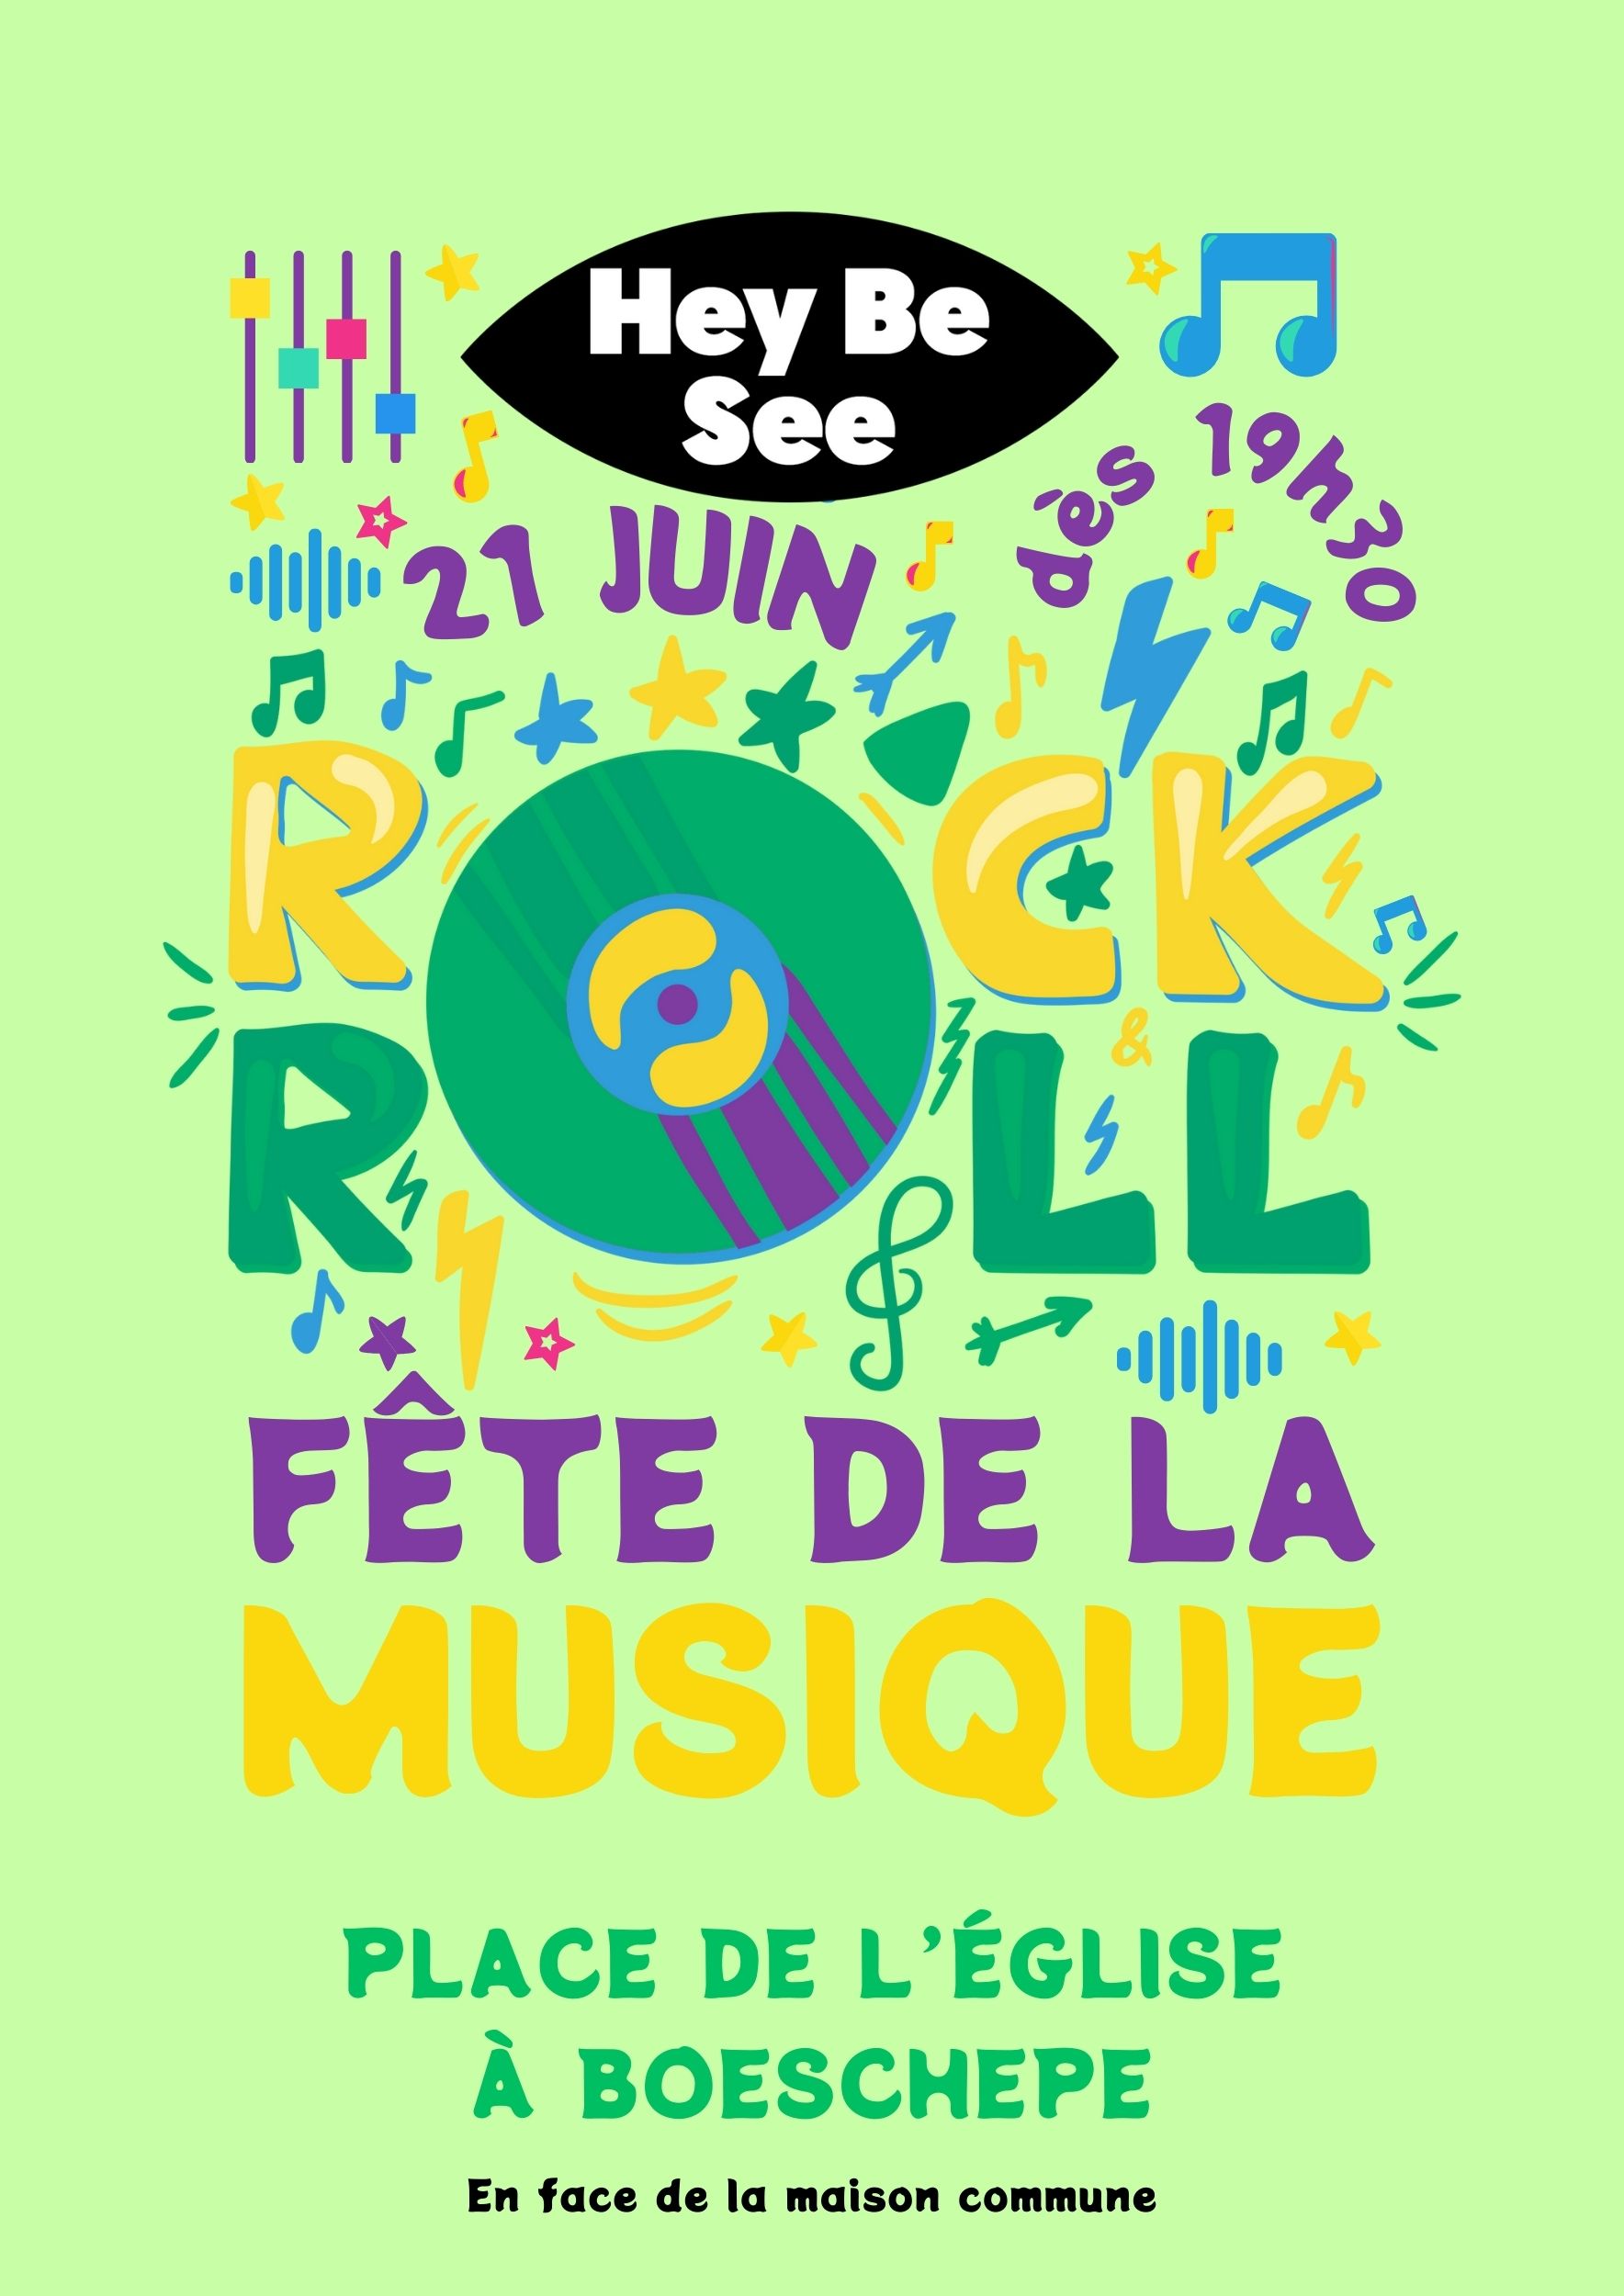 Hey Be
See
21 JUIN
dès 19h30
ROCK
&
ROLL
FÊTE DE LA
MUSIQUE
PLACE DE L'ÉGLISE
À BOESCHEPE
En face de la maison commune